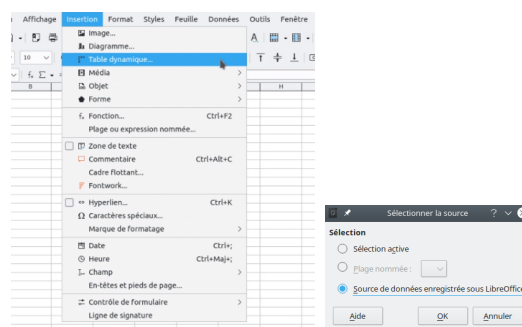 Affichage Insertion Format Styles Feuille Données Outils Fenêtre
Image...
Diagramme...
Table dynamique...
10
Média
Objet
B
H
Forme
Fonction... Ctrl+F2
Plage ou expression nommée...
Zone de texte
Commentaire Ctrl+Alt+C
Cadre flottant...
Fontwork...
Hyperlien... Ctrl+K
Caractères spéciaux...
Marque de formatage
Date Ctrl+;
Heure Ctrl+Maj+;
Champ
En-têtes et pieds de page...
Contrôle de formulaire
Ligne de signature
Sélectionner la source
Sélection
Sélection active
Plage nommée :
Source de données enregistrée sous LibreOffice
Aide OK Annuler